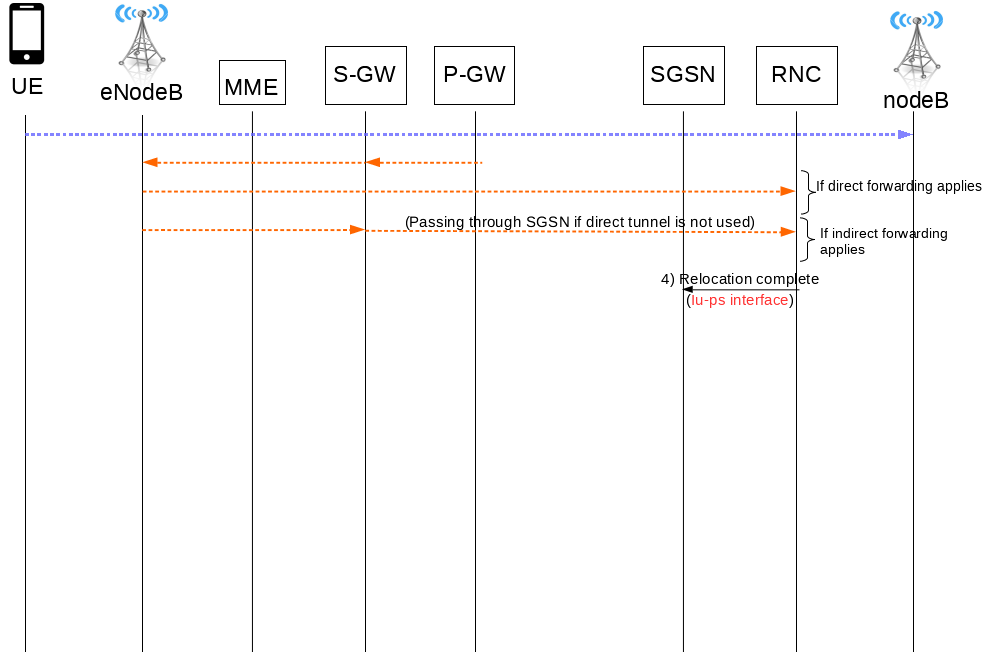 UE
eNodeB
MME
S-GW
P-GW
SGSN
RNC
nodeB
If direct forwarding applies
(Passing through SGSN if direct tunnel is not used)
If indirect forwarding
applies
4) Relocation complete
(Iu-ps interface)